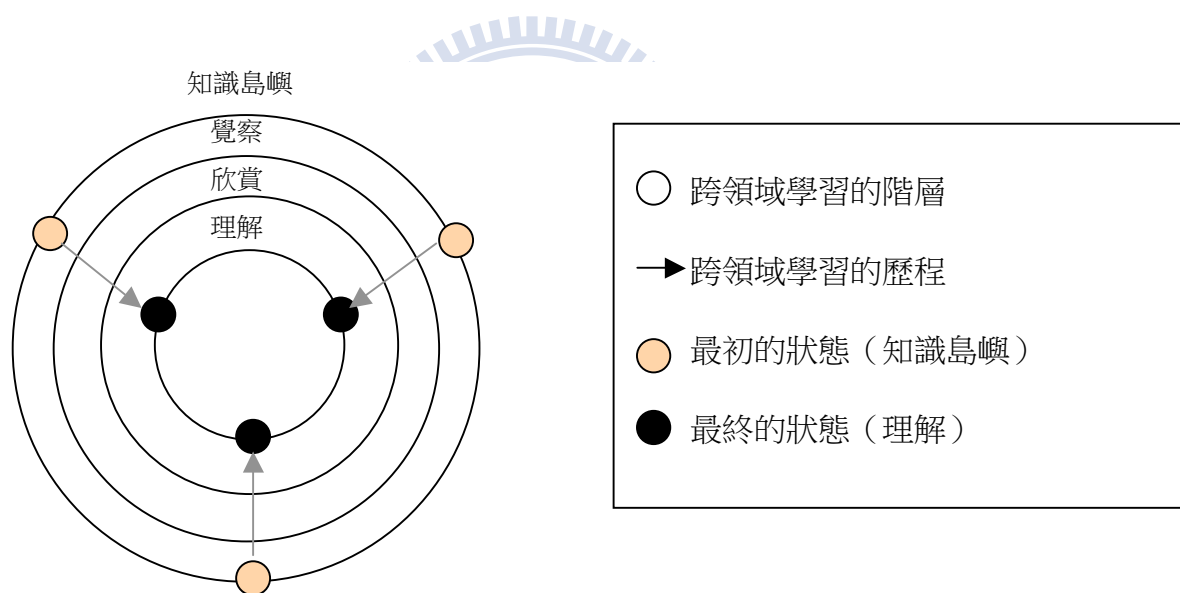 知識島嶼
覺察
欣賞
理解
跨領域學習的階層
跨領域學習的歷程
最初的狀態（知識島嶼）
最終的狀態（理解）